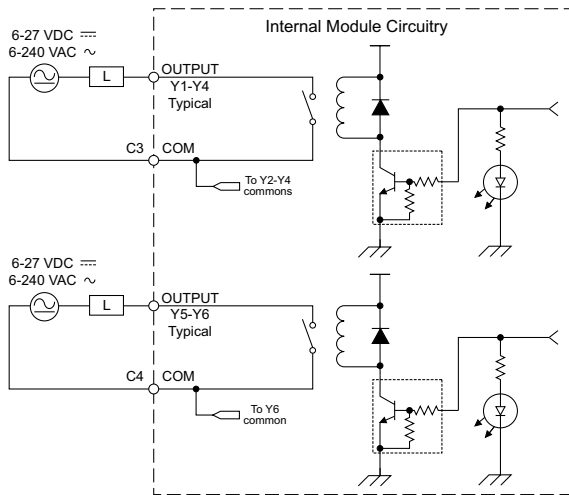 Internal Module Circuitry
6-27 VDC ⎓
6-240 VAC ∼
L
OUTPUT
Y1-Y4
Typical
C3
COM
To Y2-Y4
commons
6-27 VDC ⎓
6-240 VAC ∼
L
OUTPUT
Y5-Y6
Typical
C4
COM
To Y6
common